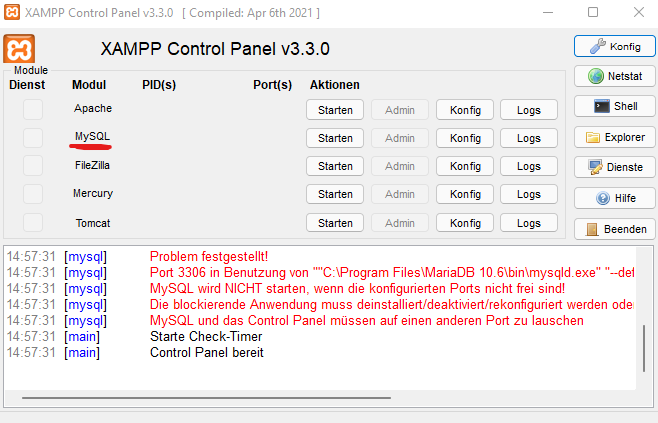 XAMPP Control Panel v3.3.0 [ Compiled: Apr 6th 2021 ]
XAMPP Control Panel v3.3.0
Konfig
Module
Dienst Modul PID(s) Port(s) Aktionen
Netstat
Apache Starten Admin Konfig Logs
Shell
MySQL Starten Admin Konfig Logs
Explorer
FileZilla Starten Admin Konfig Logs
Dienste
Mercury Starten Admin Konfig Logs
Hilfe
Tomcat Starten Admin Konfig Logs
Beenden
14:57:31 [mysql] Problem festgestellt!
14:57:31 [mysql] Port 3306 in Benutzung von ""C:\Program Files\MariaDB 10.6\bin\mysqld.exe" "--def
14:57:31 [mysql] MySQL wird NICHT starten, wenn die konfigurierten Ports nicht frei sind!
14:57:31 [mysql] Die blockierende Anwendung muss deinstalliert/deaktiviert/rekonfiguriert werden ode
14:57:31 [mysql] MySQL und das Control Panel müssen auf einen anderen Port zu lauschen
14:57:31 [main] Starte Check-Timer
14:57:31 [main] Control Panel bereit